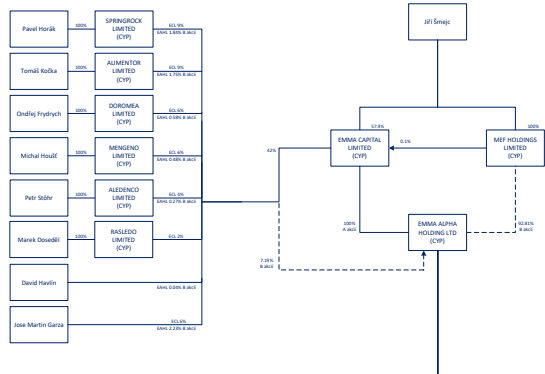 Jiří Šmejc
Pavel Horák
100%
SPRINGROCK
LIMITED
(CYP)
ECL 9%
EAHL 1.84% B akcií
Tomáš Kočka
100%
ALIMENTOR
LIMITED
(CYP)
ECL 9%
EAHL 1.75% B akcií
Ondřej Frydrych
100%
DOROMEA
LIMITED
(CYP)
ECL 6%
EAHL 0.58% B akcií
Michal Houšť
100%
MENGENO
LIMITED
(CYP)
ECL 6%
EAHL 0.48% B akcií
Petr Stöhr
100%
ALEDENCO
LIMITED
(CYP)
ECL 4%
EAHL 0.27% B akcií
Marek Doseděl
100%
RASLEDO
LIMITED
(CYP)
ECL 2%
David Havlín
EAHL 0.04% B akcií
Jose Martin Garza
ECL 6%
EAHL 2.23% B akcií
42%
57.9%
EMMA CAPITAL
LIMITED
(CYP)
0.1%
100%
MEF HOLDINGS
LIMITED
(CYP)
100%
A akcií
EMMA ALPHA
HOLDING LTD
(CYP)
92.81%
B akcií
7.19%
B akcií